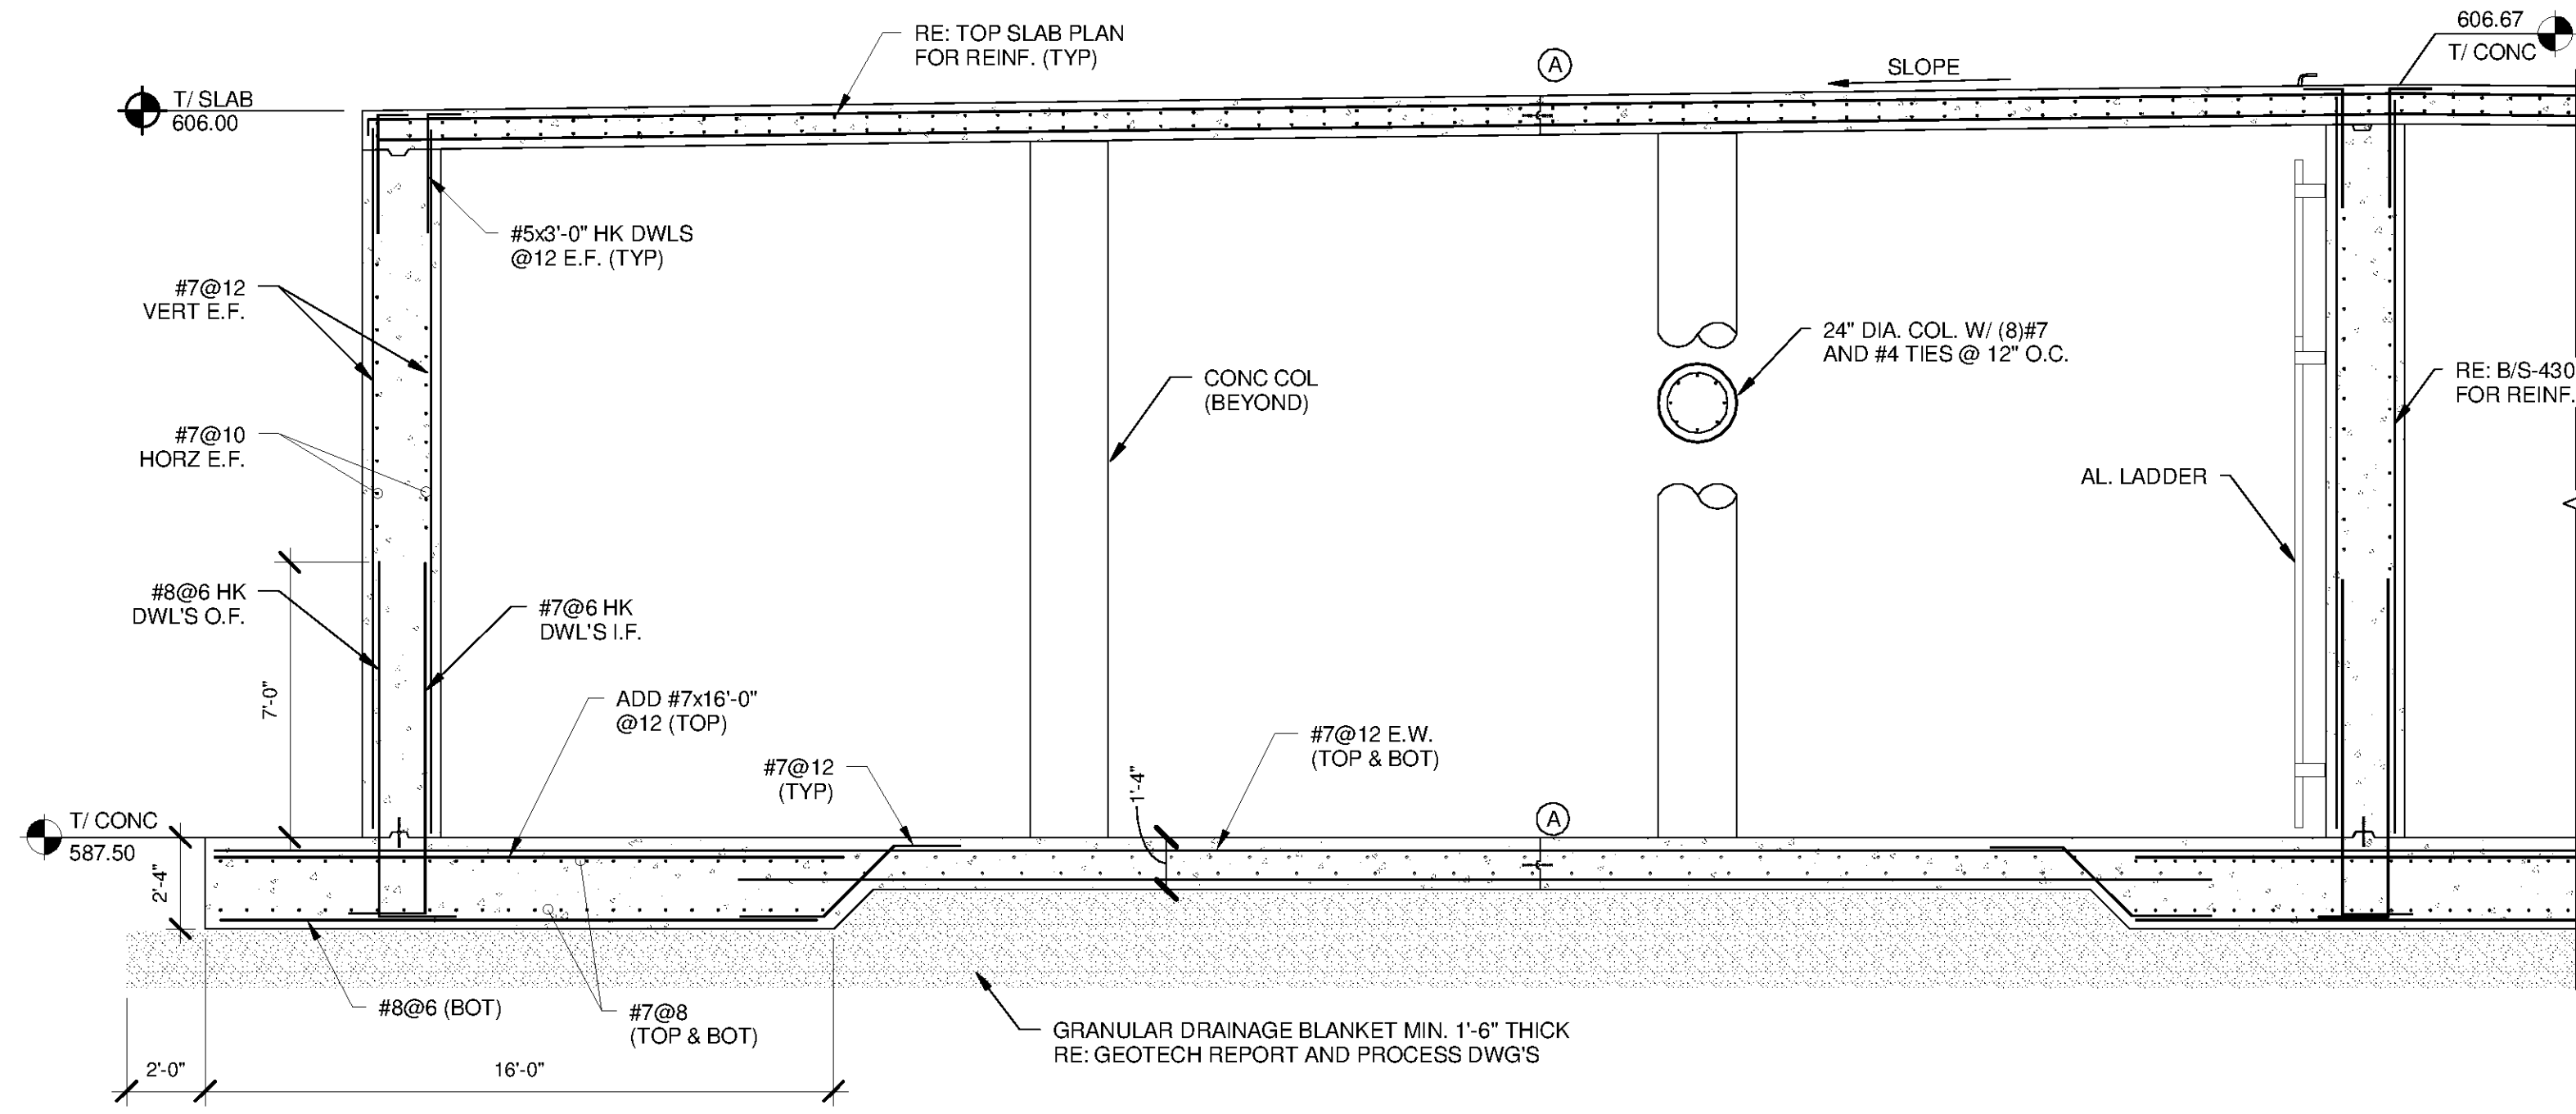 RE: TOP SLAB PLAN
FOR REINF. (TYP)
A
SLOPE
606.67
T/ CONC
T/ SLAB
606.00
#5x3'-0" HK DWLS
@12 E.F. (TYP)
#7@12
VERT E.F.
24" DIA. COL. W/ (8)#7
AND #4 TIES @ 12" O.C.
CONC COL
(BEYOND)
RE: B/S-430
FOR REINF.
#7@10
HORZ E.F.
AL. LADDER
#8@6 HK
DWL'S O.F.
#7@6 HK
DWL'S I.F.
7'-0"
ADD #7x16'-0"
@12 (TOP)
#7@12 E.W.
(TOP & BOT)
#7@12
(TYP)
1'-4"
A
T/ CONC
587.50
2'-4"
#8@6 (BOT)
#7@8
(TOP & BOT)
GRANULAR DRAINAGE BLANKET MIN. 1'-6" THICK
RE: GEOTECH REPORT AND PROCESS DWG'S
2'-0"
16'-0"